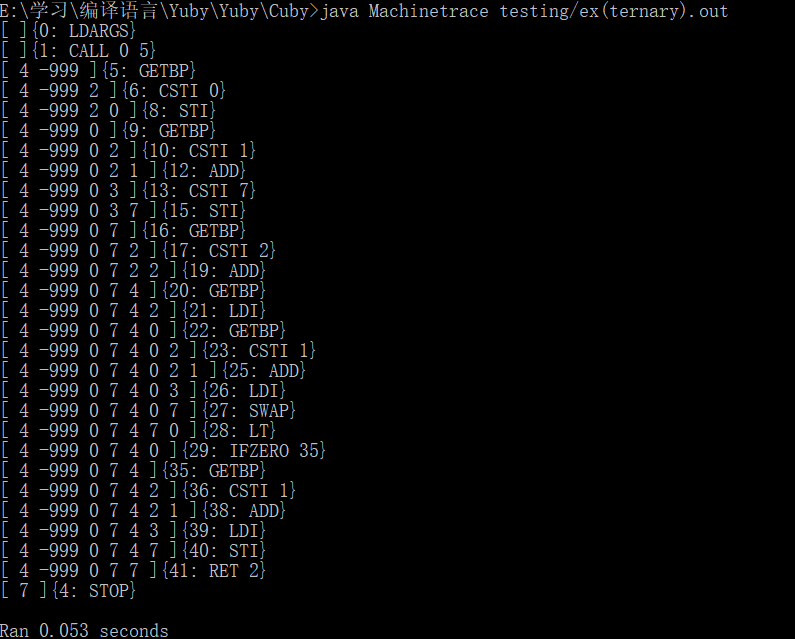 E:\学习\编译语言\Yuby\Yuby\Cuby>java Machinetrace testing/ex(ternary).out
[ ]{0: LDARGS}
[ ]{1: CALL 0 5}
[ 4 -999 ]{5: GETBP}
[ 4 -999 2 ]{6: CSTI 0}
[ 4 -999 2 0 ]{8: STI}
[ 4 -999 0 ]{9: GETBP}
[ 4 -999 0 2 ]{10: CSTI 1}
[ 4 -999 0 2 1 ]{12: ADD}
[ 4 -999 0 3 ]{13: CSTI 7}
[ 4 -999 0 3 7 ]{15: STI}
[ 4 -999 0 7 ]{16: GETBP}
[ 4 -999 0 7 2 ]{17: CSTI 2}
[ 4 -999 0 7 2 2 ]{19: ADD}
[ 4 -999 0 7 4 ]{20: GETBP}
[ 4 -999 0 7 4 2 ]{21: LDI}
[ 4 -999 0 7 4 0 ]{22: GETBP}
[ 4 -999 0 7 4 0 2 ]{23: CSTI 1}
[ 4 -999 0 7 4 0 2 1 ]{25: ADD}
[ 4 -999 0 7 4 0 3 ]{26: LDI}
[ 4 -999 0 7 4 0 7 ]{27: SWAP}
[ 4 -999 0 7 4 7 0 ]{28: LT}
[ 4 -999 0 7 4 0 ]{29: IFZERO 35}
[ 4 -999 0 7 4 ]{35: GETBP}
[ 4 -999 0 7 4 2 ]{36: CSTI 1}
[ 4 -999 0 7 4 2 1 ]{38: ADD}
[ 4 -999 0 7 4 3 ]{39: LDI}
[ 4 -999 0 7 4 7 ]{40: STI}
[ 4 -999 0 7 7 ]{41: RET 2}
[ 7 ]{4: STOP}
Ran 0.053 seconds